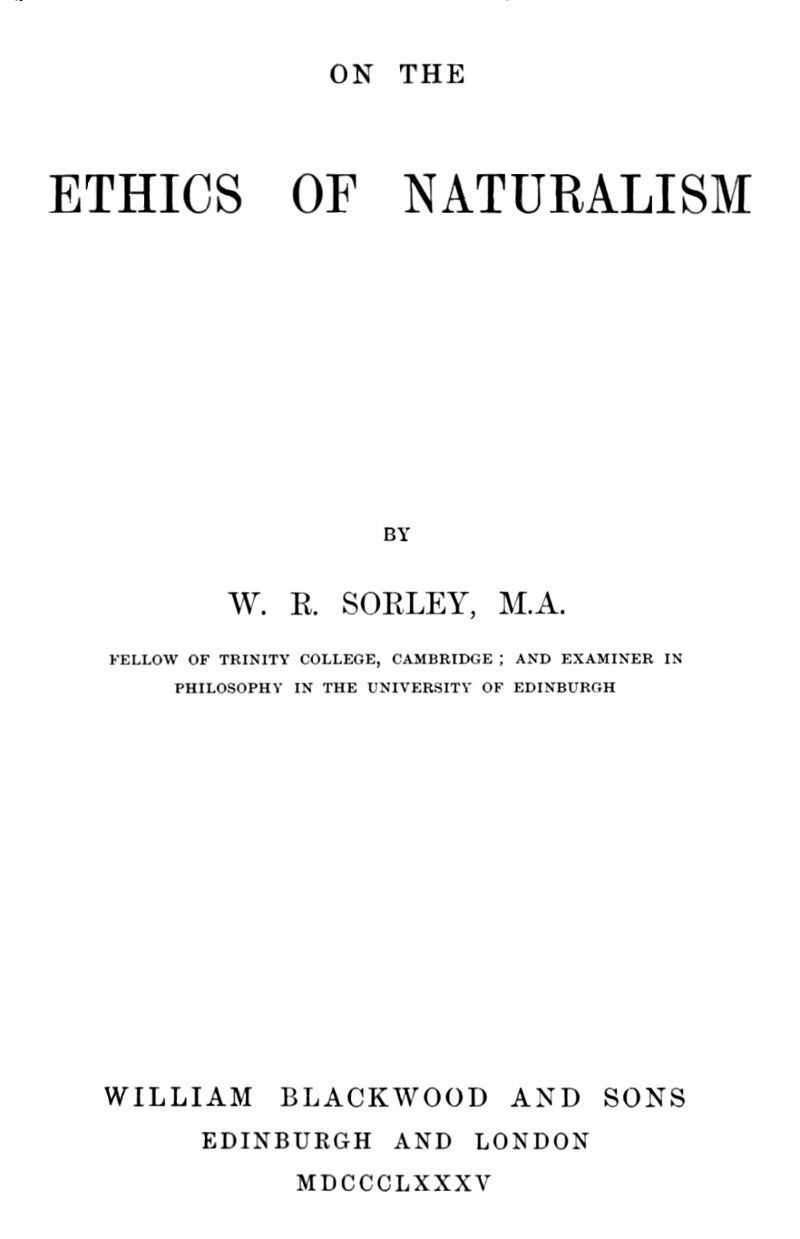 ON THE
ETHICS OF NATURALISM
BY
W. R. SORLEY, M.A.
FELLOW OF TRINITY COLLEGE, CAMBRIDGE; AND EXAMINER IN
PHILOSOPHY IN THE UNIVERSITY OF EDINBURGH
WILLIAM BLACKWOOD AND SONS
EDINBURGH AND LONDON
MDCCCLXXXV